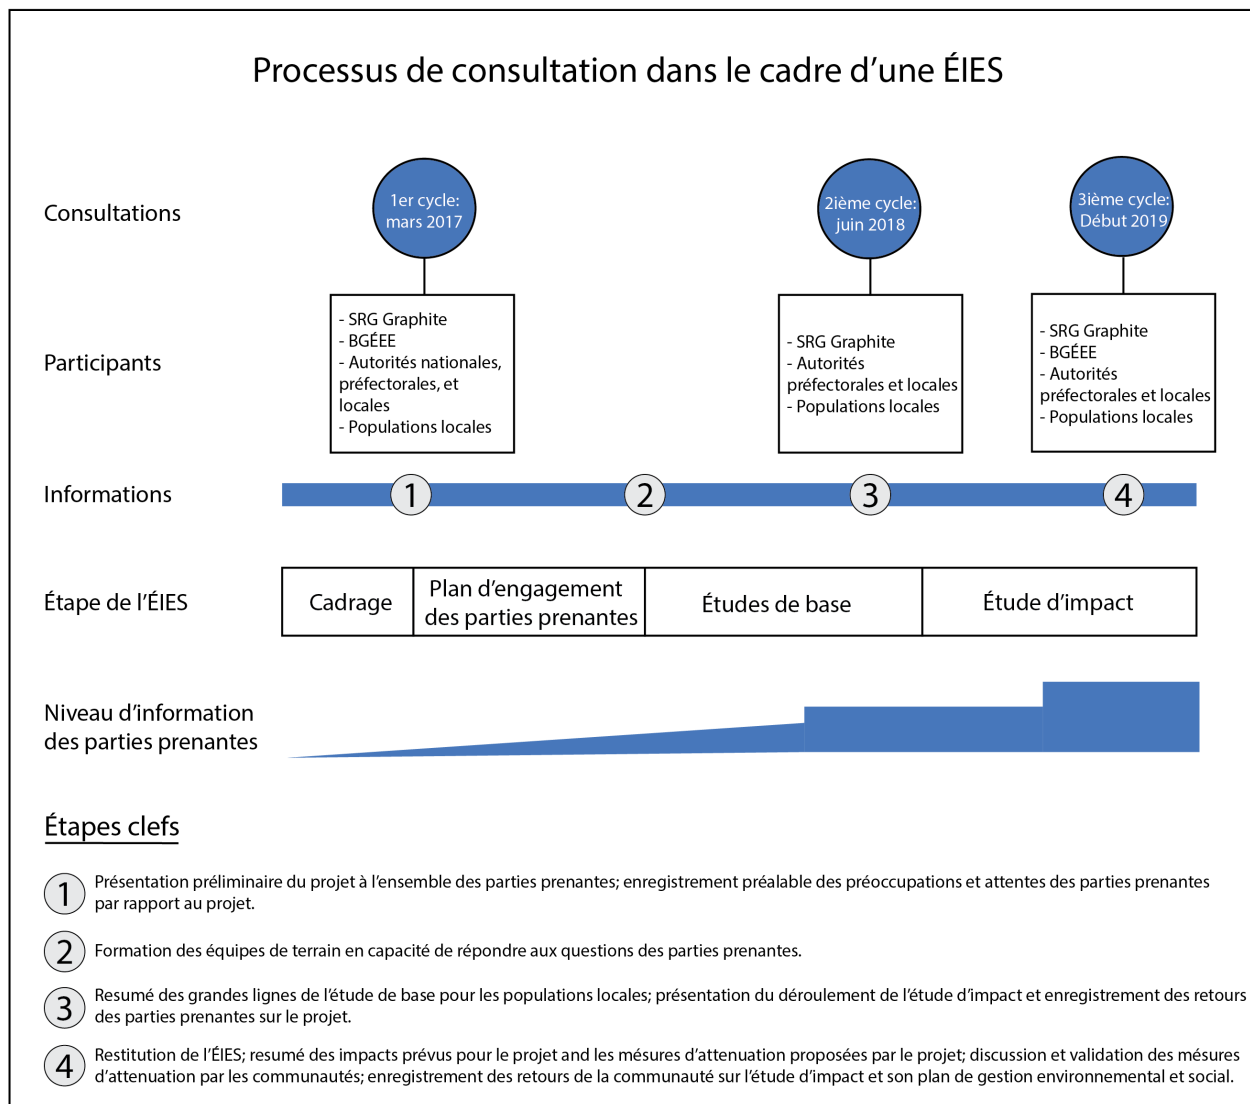 Processus de consultation dans le cadre d’une ÉIES
Consultations
1er cycle:
mars 2017
2ième cycle:
juin 2018
3ième cycle:
Début 2019
Participants
- SRG Graphite
- BGÉEE
- Autorités nationales,
préfectorales, et
locales
- Populations locales
- SRG Graphite
- Autorités
préfectorales et locales
- Populations locales
- SRG Graphite
- BGÉEE
- Autorités
préfectorales et locales
- Populations locales
Informations
1
2
3
4
Étape de l’ÉIES
Cadrage
Plan d’engagement
des parties prenantes
Études de base
Étude d’impact
Niveau d’information
des parties prenantes
Étapes clefs
1 Présentation préliminaire du projet à l’ensemble des parties prenantes; enregistrement préalable des préoccupations et attentes des parties prenantes
par rapport au projet.
2 Formation des équipes de terrain en capacité de répondre aux questions des parties prenantes.
3 Resumé des grandes lignes de l’étude de base pour les populations locales; présentation du déroulement de l’étude d’impact et enregistrement des retours
des parties prenantes sur le projet.
4 Restitution de l’ÉIES; resumé des impacts prévus pour le projet and les mésures d’attenuation proposées par le projet; discussion et validation des mésures
d’attenuation par les communautés; enregistrement des retours de la communauté sur l’étude d’impact et son plan de gestion environnemental et social.